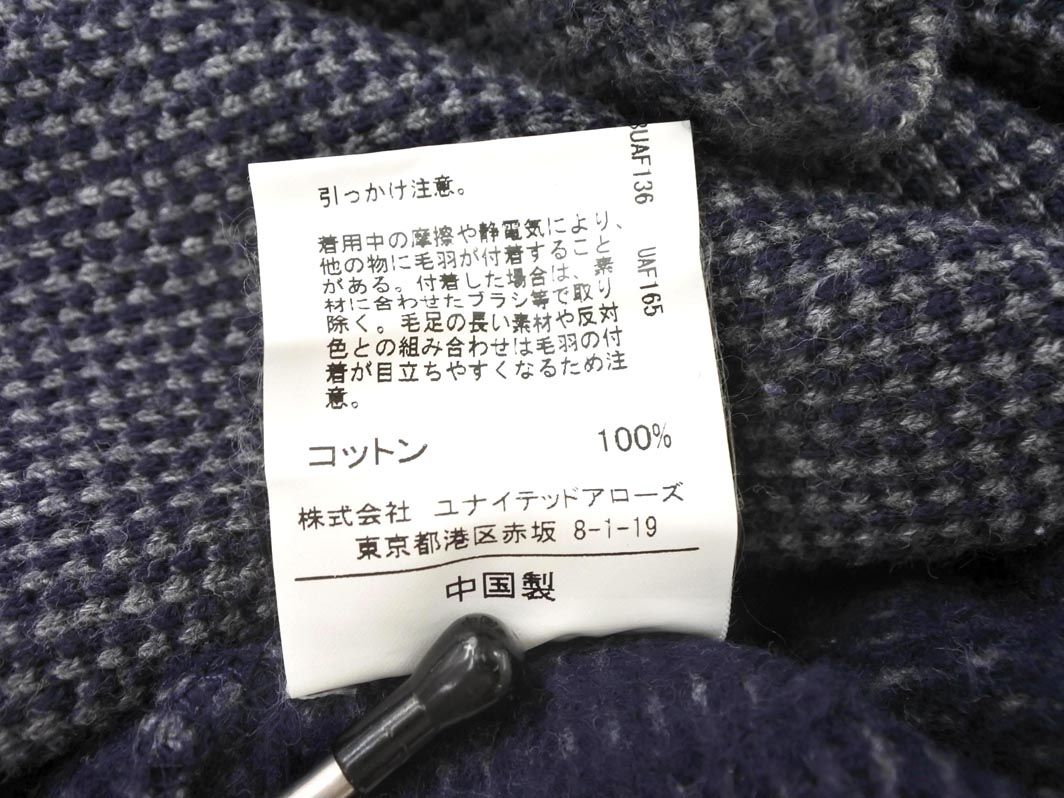 引っかけ注意。
着用中の摩擦や静電気により、
他の物に毛羽が付着すること
がある。付着した場合は、素
材に合わせたブラシ等で取り
除く。毛足の長い素材や反対
色との組み合わせは毛羽の付
着が目立ちやすくなるため注
意。
コットン 100%
株式会社 ユナイテッドアローズ
東京都港区赤坂 8-1-19
中国製
UAF136 UAF165